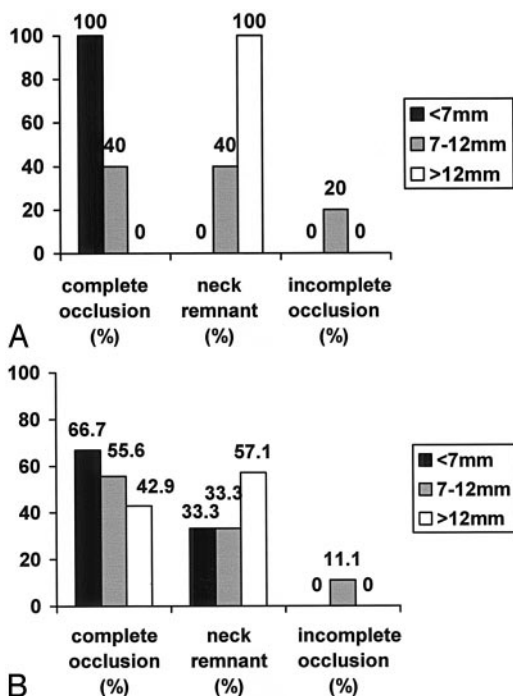 100
100
100
80
60
40
20
0
40
0
0
40
20
0
0
<7mm
7-12mm
>12mm
complete occlusion (%)
neck remnant (%)
incomplete occlusion (%)
A
100
80
60
40
20
0
66.7
55.6
42.9
33.3
33.3
57.1
0
11.1
0
<7mm
7-12mm
>12mm
complete occlusion (%)
neck remnant (%)
incomplete occlusion (%)
B